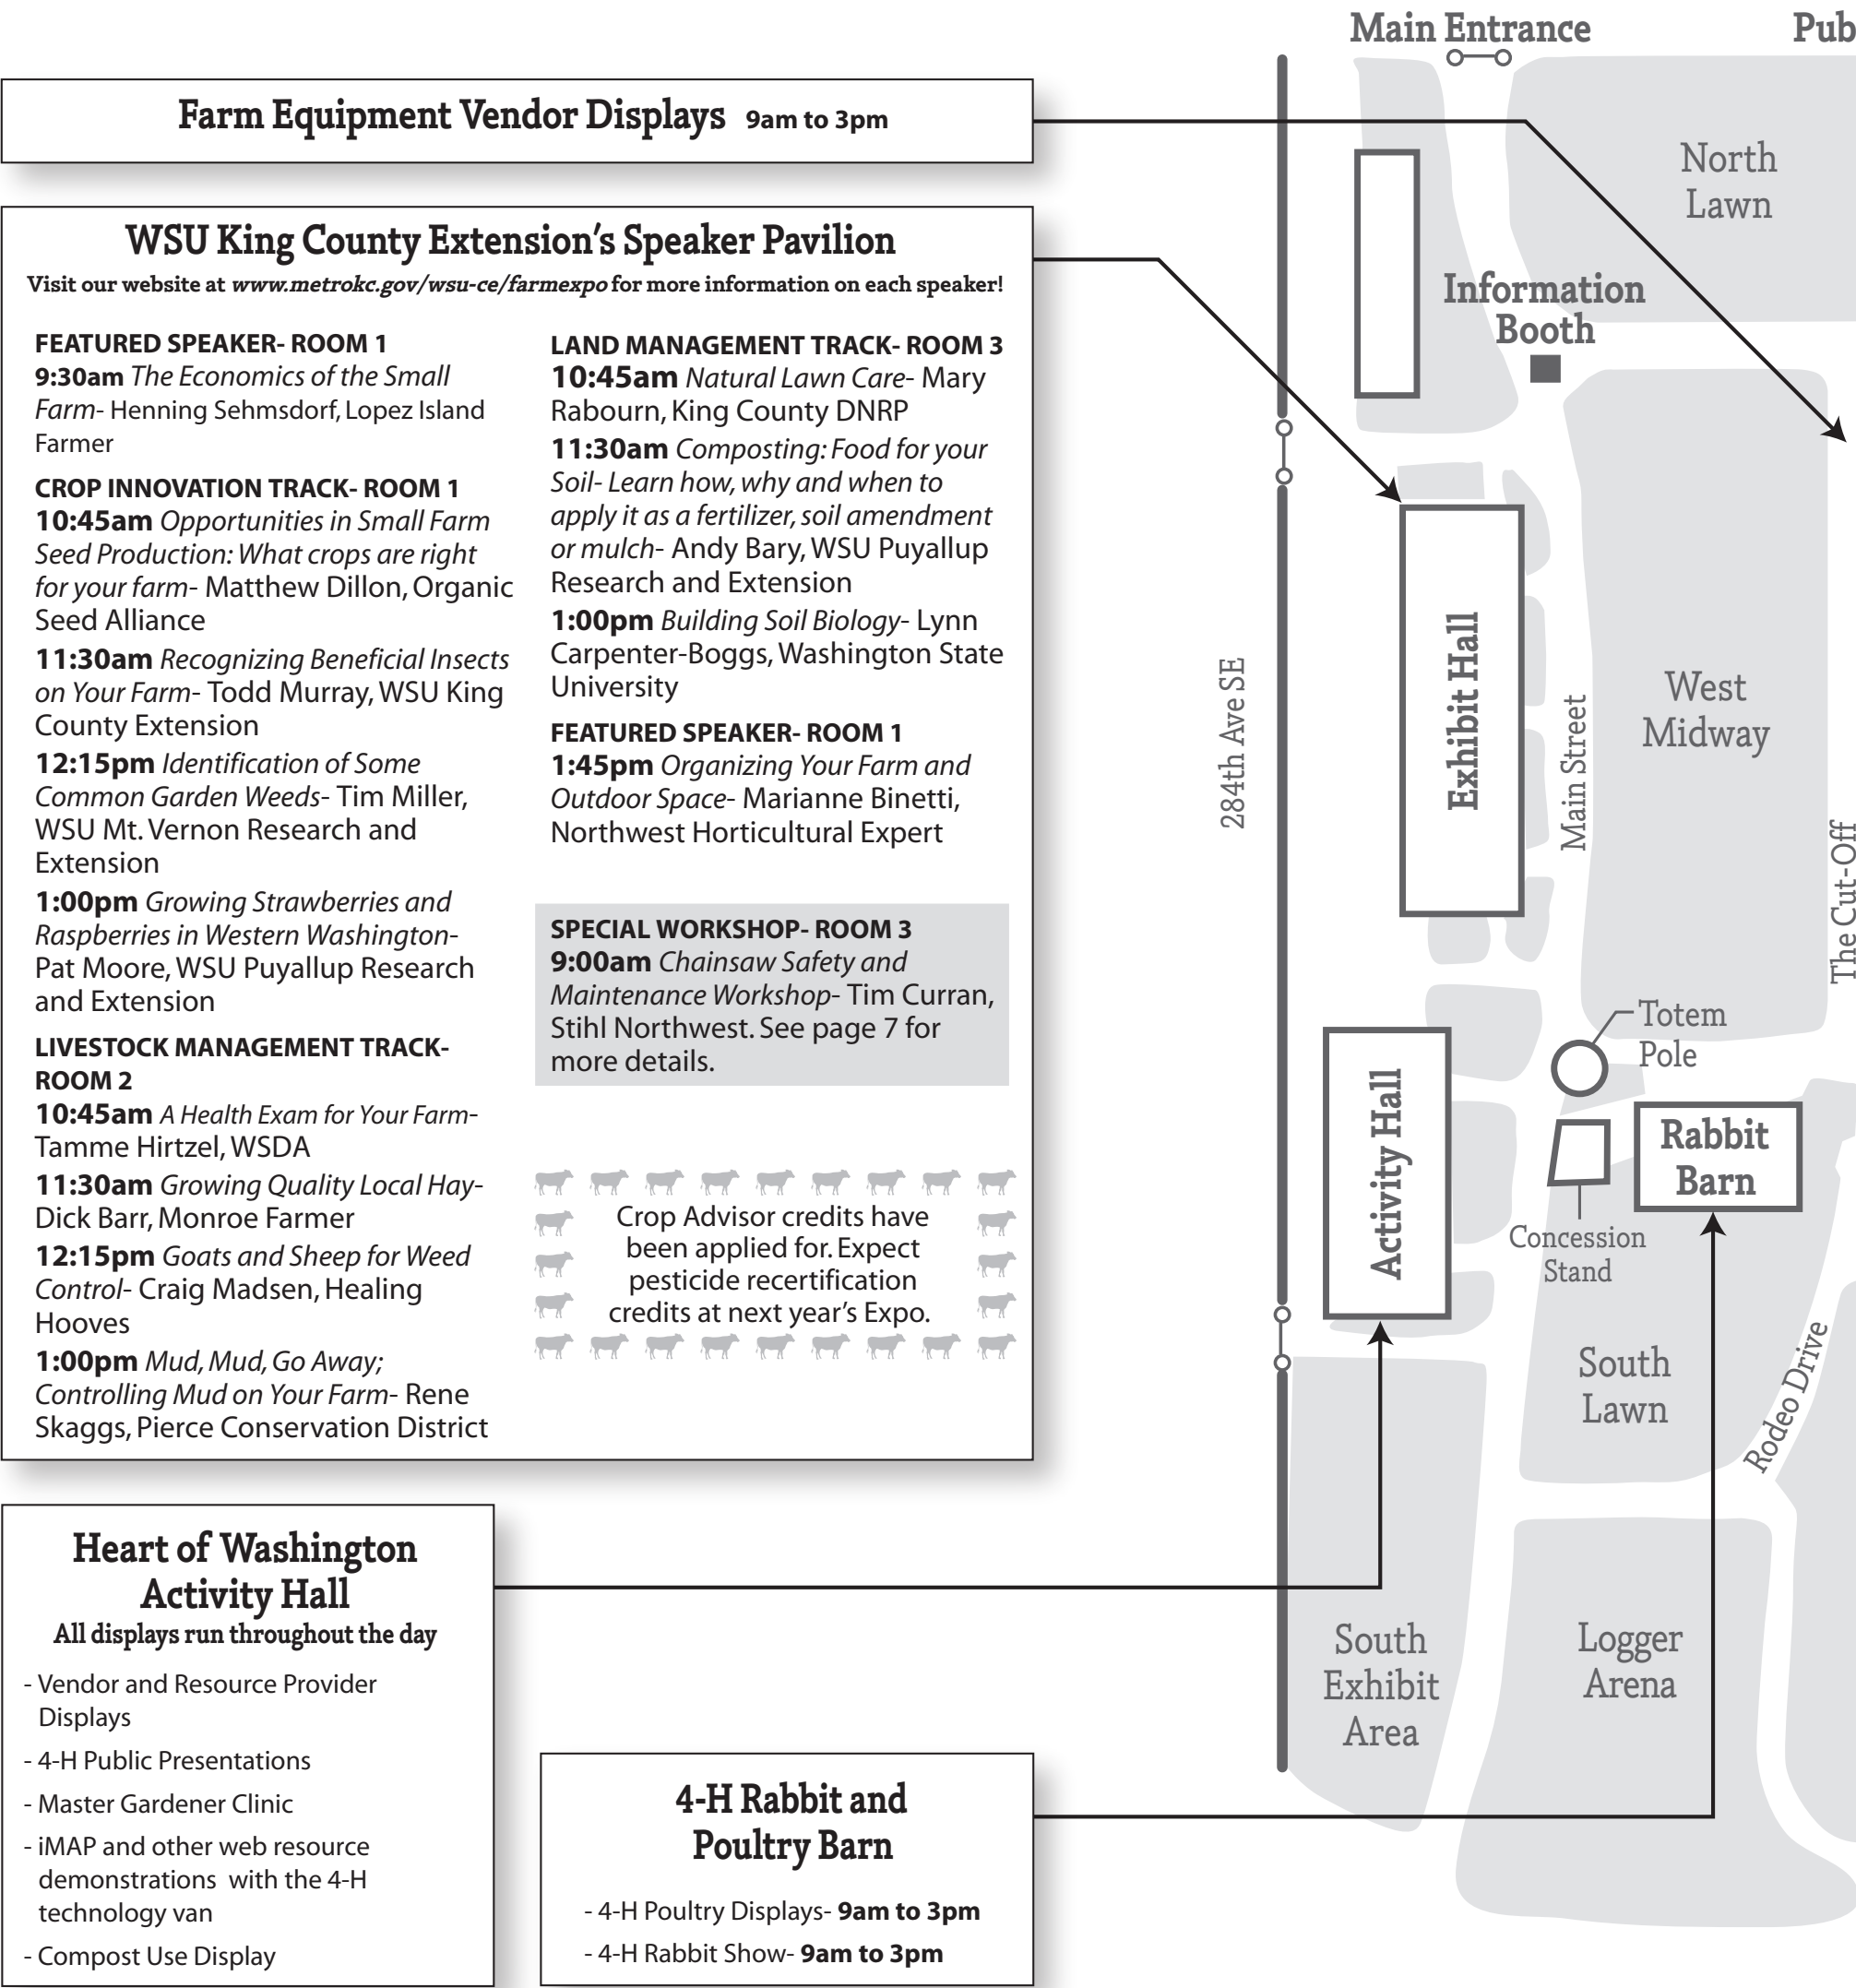 Main Entrance
Pub
Farm Equipment Vendor Displays 9am to 3pm
WSU King County Extension's Speaker Pavilion
Visit our website at www.metrokc.gov/wsu-ce/farmexpo for more information on each speaker!
FEATURED SPEAKER- ROOM 1
9:30am The Economics of the Small
Farm- Henning Sehmsdorf, Lopez Island
Farmer
CROP INNOVATION TRACK- ROOM 1
10:45am Opportunities in Small Farm
Seed Production: What crops are right
for your farm- Matthew Dillon, Organic
Seed Alliance
11:30am Recognizing Beneficial Insects
on Your Farm- Todd Murray, WSU King
County Extension
12:15pm Identification of Some
Common Garden Weeds- Tim Miller,
WSU Mt. Vernon Research and
Extension
1:00pm Growing Strawberries and
Raspberries in Western Washington-
Pat Moore, WSU Puyallup Research
and Extension
LIVESTOCK MANAGEMENT TRACK-
ROOM 2
10:45am A Health Exam for Your Farm-
Tamme Hirtzel, WSDA
11:30am Growing Quality Local Hay-
Dick Barr, Monroe Farmer
12:15pm Goats and Sheep for Weed
Control- Craig Madsen, Healing
Hooves
1:00pm Mud, Mud, Go Away;
Controlling Mud on Your Farm- Rene
Skaggs, Pierce Conservation District
LAND MANAGEMENT TRACK- ROOM 3
10:45am Natural Lawn Care- Mary
Rabourn, King County DNRP
11:30am Composting: Food for your
Soil- Learn how, why and when to
apply it as a fertilizer, soil amendment
or mulch- Andy Bary, WSU Puyallup
Research and Extension
1:00pm Building Soil Biology- Lynn
Carpenter-Boggs, Washington State
University
FEATURED SPEAKER- ROOM 1
1:45pm Organizing Your Farm and
Outdoor Space- Marianne Binetti,
Northwest Horticultural Expert
SPECIAL WORKSHOP- ROOM 3
9:00am Chainsaw Safety and
Maintenance Workshop- Tim Curran,
Stihl Northwest. See page 7 for
more details.
Crop Advisor credits have
been applied for. Expect
pesticide recertification
credits at next year's Expo.
Heart of Washington
Activity Hall
All displays run throughout the day
- Vendor and Resource Provider
Displays
- 4-H Public Presentations
- Master Gardener Clinic
- iMAP and other web resource
demonstrations with the 4-H
technology van
- Compost Use Display
4-H Rabbit and
Poultry Barn
- 4-H Poultry Displays- 9am to 3pm
- 4-H Rabbit Show- 9am to 3pm
North
Lawn
Information
Booth
284th Ave SE
Exhibit Hall
Main Street
West
Midway
The Cut-Off
Totem
Pole
Activity Hall
Rabbit
Barn
Concession
Stand
South
Lawn
Rodeo Drive
South
Exhibit
Area
Logger
Arena